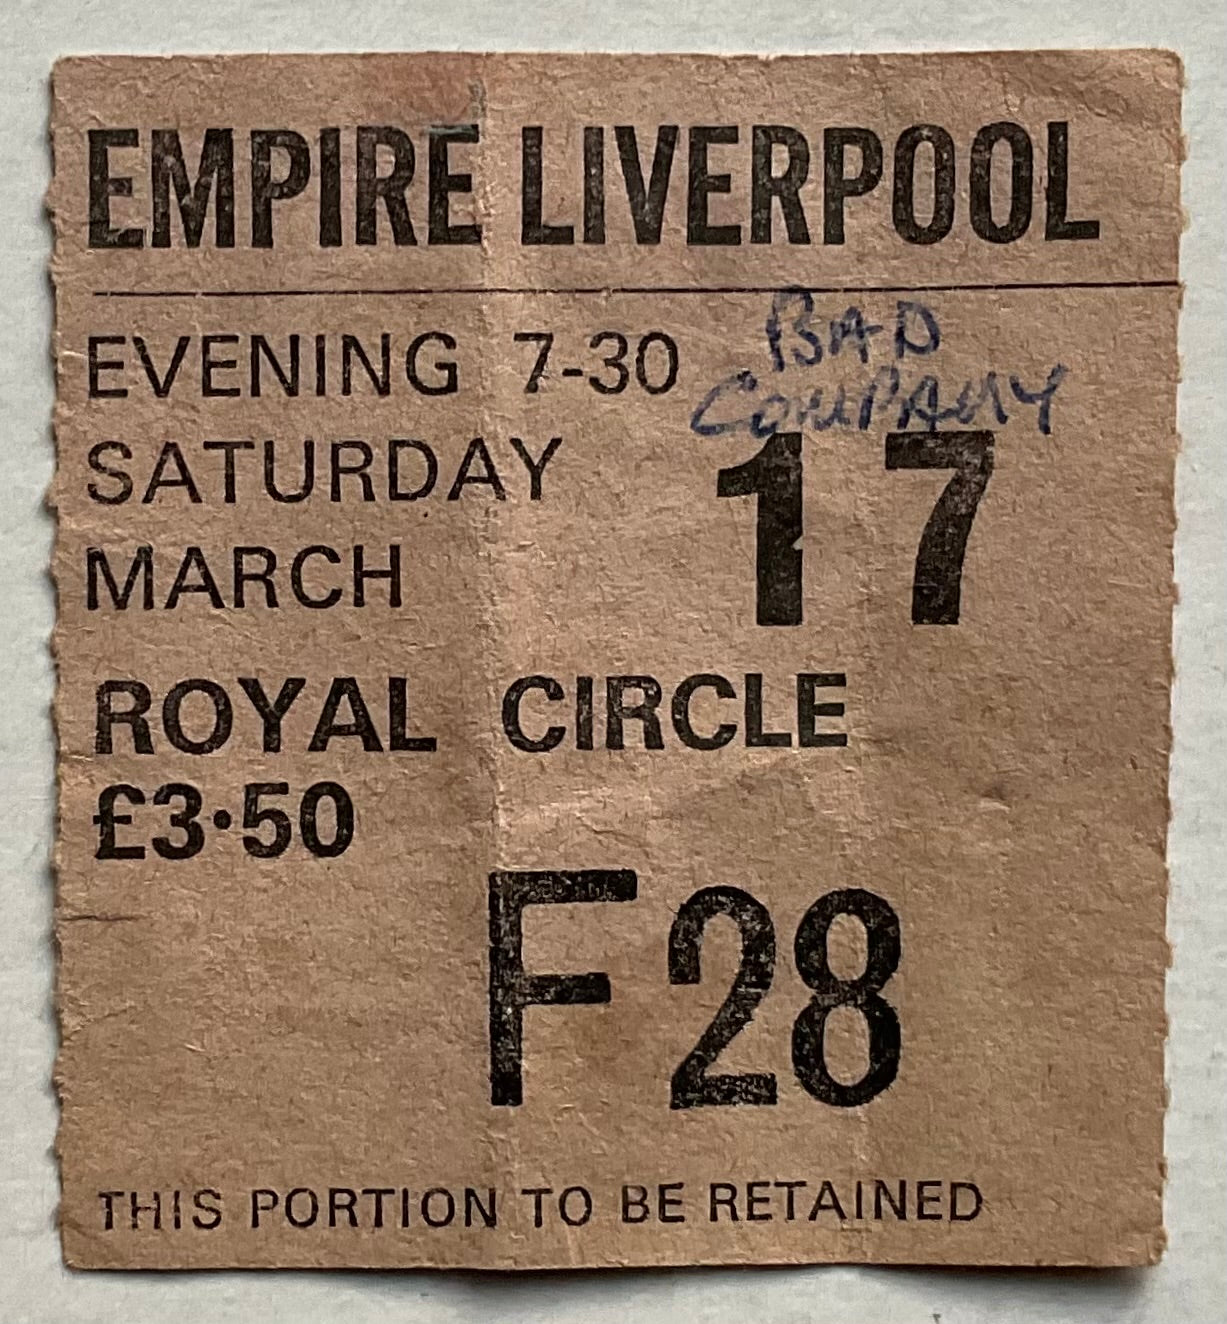 EMPIRE LIVERPOOL
EVENING 7-30
BAD
COMPANY
SATURDAY
MARCH
17
ROYAL CIRCLE
£3·50
F 28
THIS PORTION TO BE RETAINED